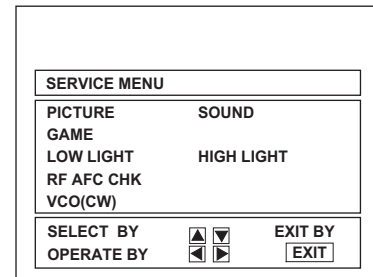 SERVICE MENU
PICTURE SOUND
GAME
LOW LIGHT HIGH LIGHT
RF AFC CHK
VCO(CW)
SELECT BY ▲ ▼ EXIT BY
OPERATE BY ◀ ▶ EXIT